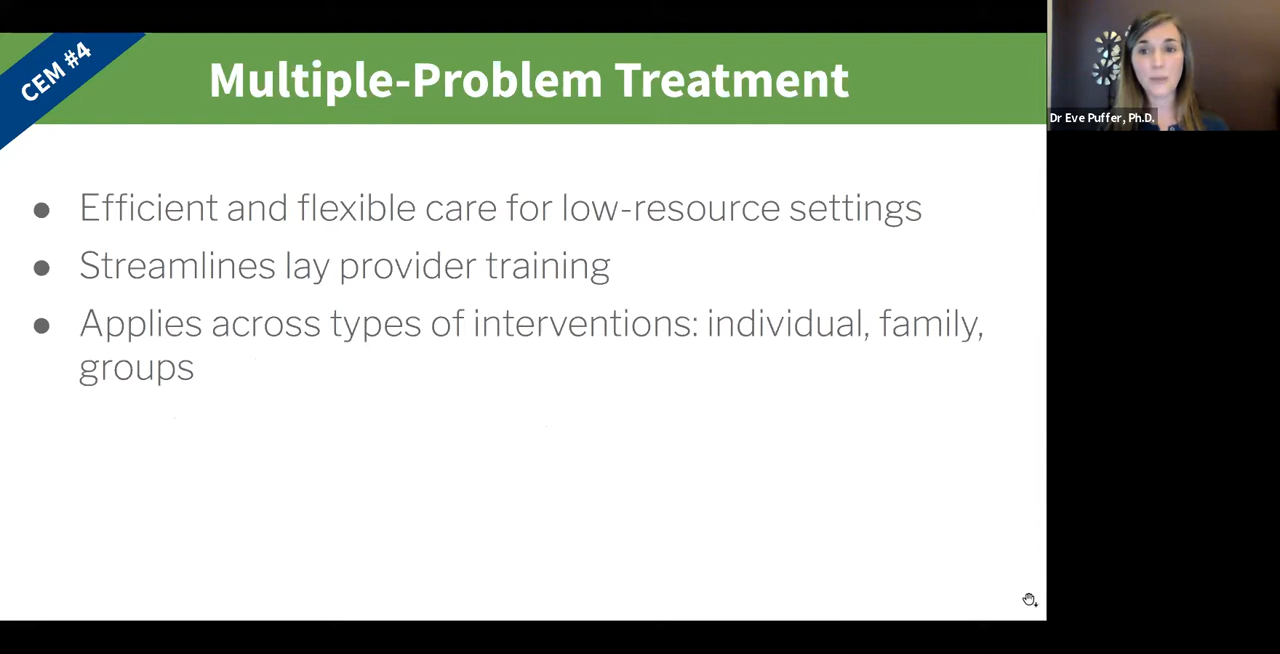 CEM #4
Multiple-Problem Treatment
Dr Eve Puffer, Ph.D.
● Efficient and flexible care for low-resource settings
● Streamlines lay provider training
● Applies across types of interventions: individual, family,
groups